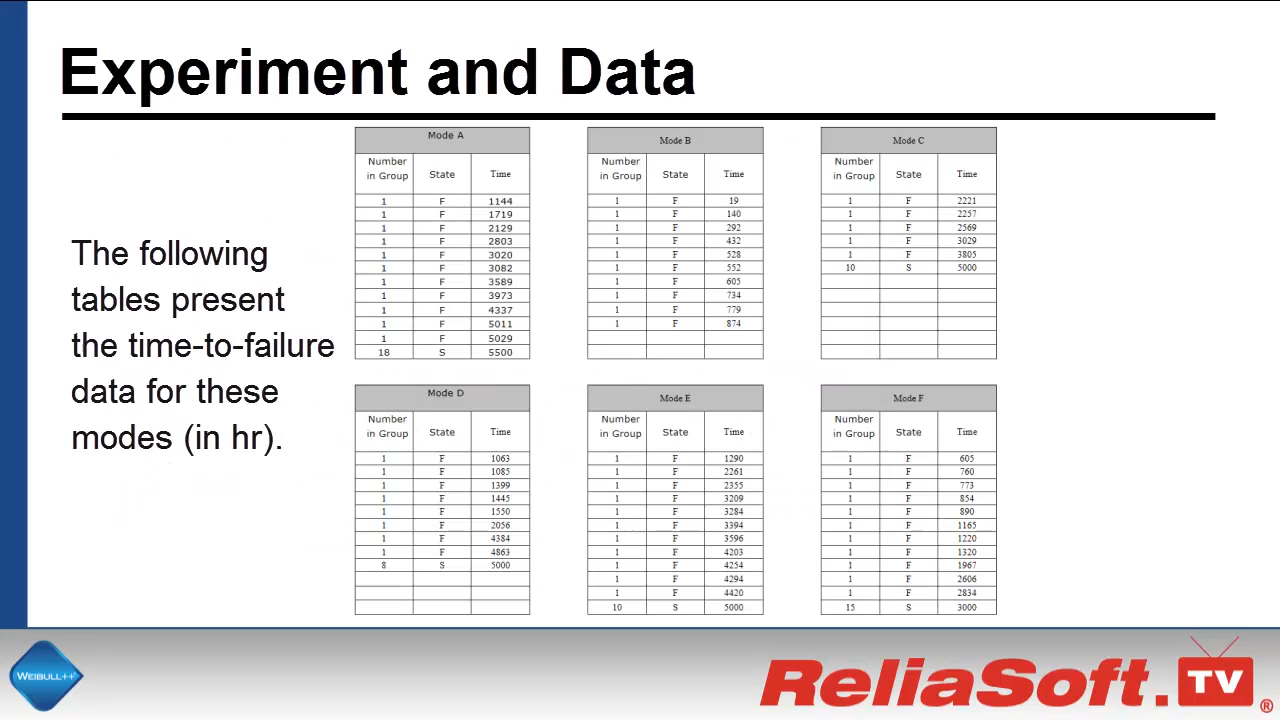 Experiment and Data
The following
tables present
the time-to-failure
data for these
modes (in hr).
Mode A
Number in Group State Time
1 F 1144
1 F 1719
1 F 2129
1 F 2803
1 F 3020
1 F 3082
1 F 3589
1 F 3973
1 F 4337
1 F 5011
1 F 5029
18 S 5500
Mode B
Number in Group State Time
1 F 19
1 F 140
1 F 292
1 F 432
1 F 528
1 F 552
1 F 605
1 F 734
1 F 779
1 F 874
Mode C
Number in Group State Time
1 F 2221
1 F 2257
1 F 2569
1 F 3029
1 F 3805
10 S 5000
Mode D
Number in Group State Time
1 F 1063
1 F 1085
1 F 1399
1 F 1445
1 F 1550
1 F 2056
1 F 4384
1 F 4863
8 S 5000
Mode E
Number in Group State Time
1 F 1290
1 F 2261
1 F 2355
1 F 3209
1 F 3284
1 F 3394
1 F 3596
1 F 4203
1 F 4254
1 F 4294
1 F 4420
10 S 5000
Mode F
Number in Group State Time
1 F 605
1 F 760
1 F 773
1 F 854
1 F 890
1 F 1165
1 F 1220
1 F 1320
1 F 1967
1 F 2606
1 F 2834
15 S 3000
WEIBULL++
RELIASOFT.TV®